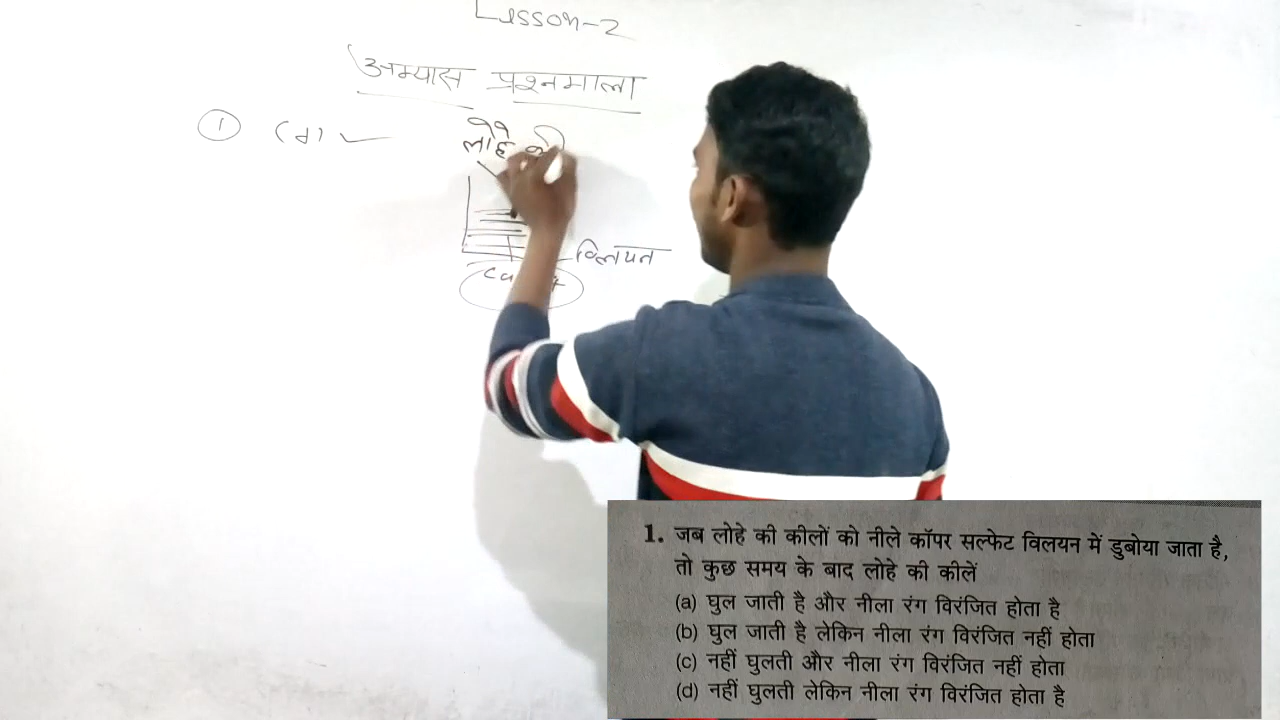 Lesson-2
अभ्यास प्रश्नमाला
1 (d) ✓
लोहे की
विलयन
1. जब लोहे की कीलों को नीले कॉपर सल्फेट विलयन में डुबोया जाता है,
तो कुछ समय के बाद लोहे की कीलें
(a) घुल जाती है और नीला रंग विरंजित होता है
(b) घुल जाती है लेकिन नीला रंग विरंजित नहीं होता
(c) नहीं घुलती और नीला रंग विरंजित नहीं होता
(d) नहीं घुलती लेकिन नीला रंग विरंजित होता है